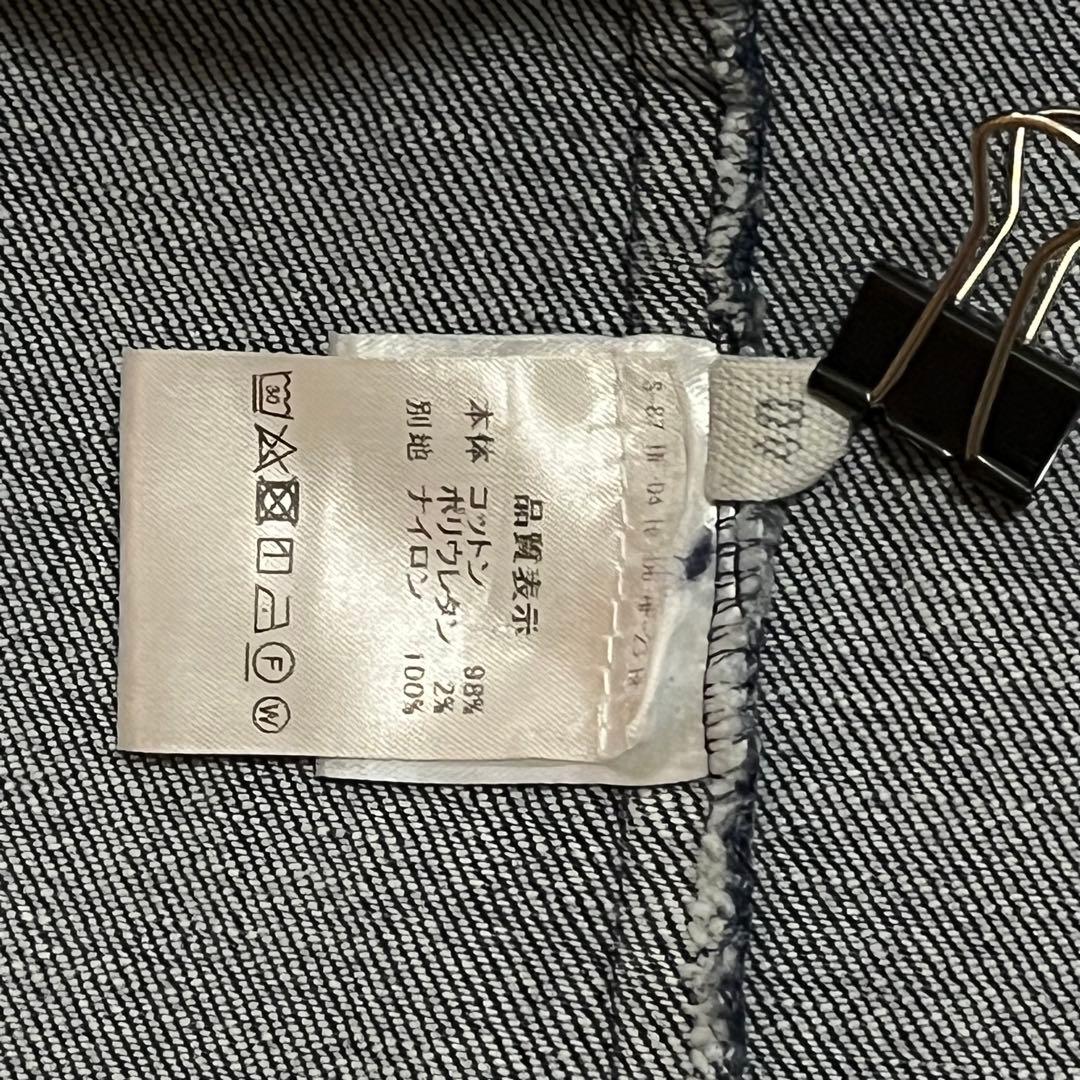 品質表示
本体 コットン 98%
ポリウレタン 2%
別地 ナイロン 100%
30
F
W